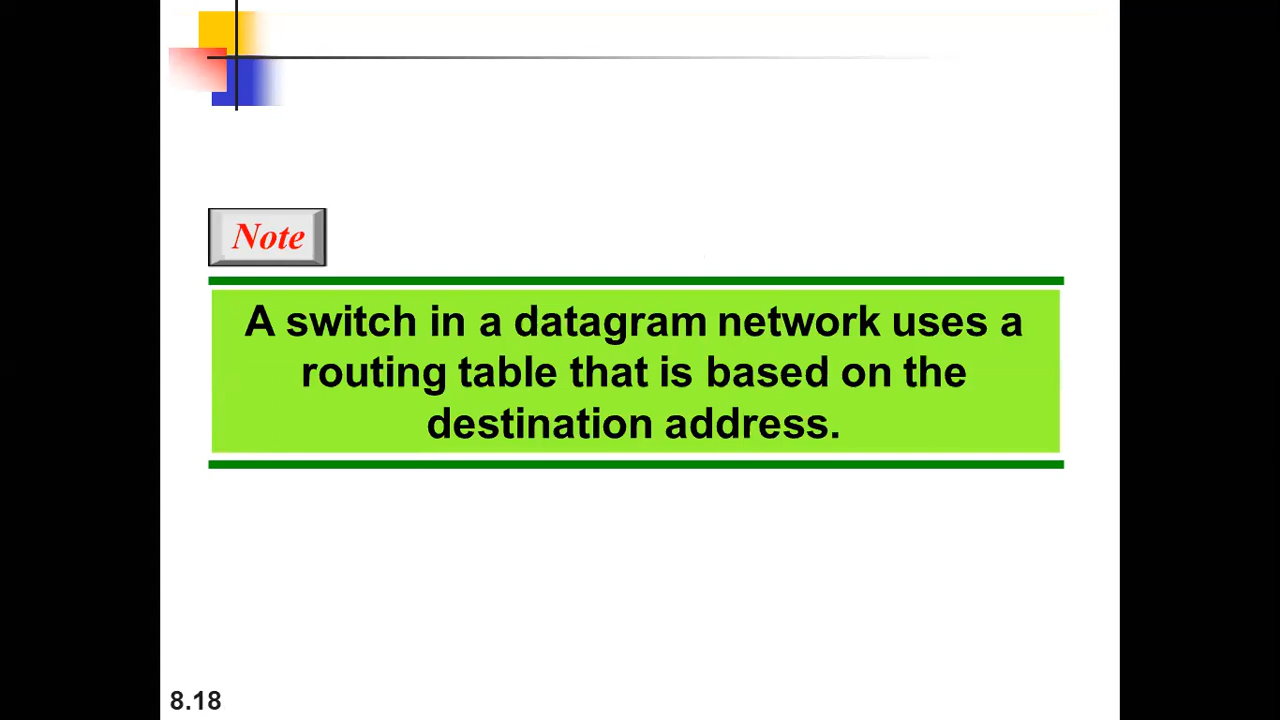 Note
A switch in a datagram network uses a
routing table that is based on the
destination address.
8.18